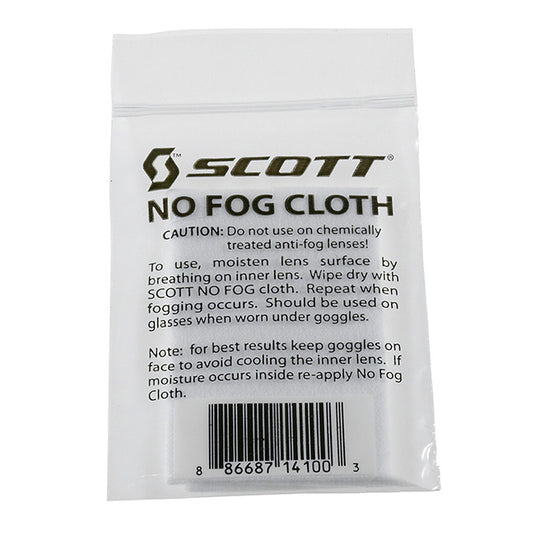 SCOTT®
NO FOG CLOTH
CAUTION: Do not use on chemically
treated anti-fog lenses!
To use, moisten lens surface by
breathing on inner lens. Wipe dry with
SCOTT NO FOG cloth. Repeat when
fogging occurs. Should be used on
glasses when worn under goggles.
Note: for best results keep goggles on
face to avoid cooling the inner lens. If
moisture occurs inside re-apply No Fog
Cloth.
8 86687 14100 3